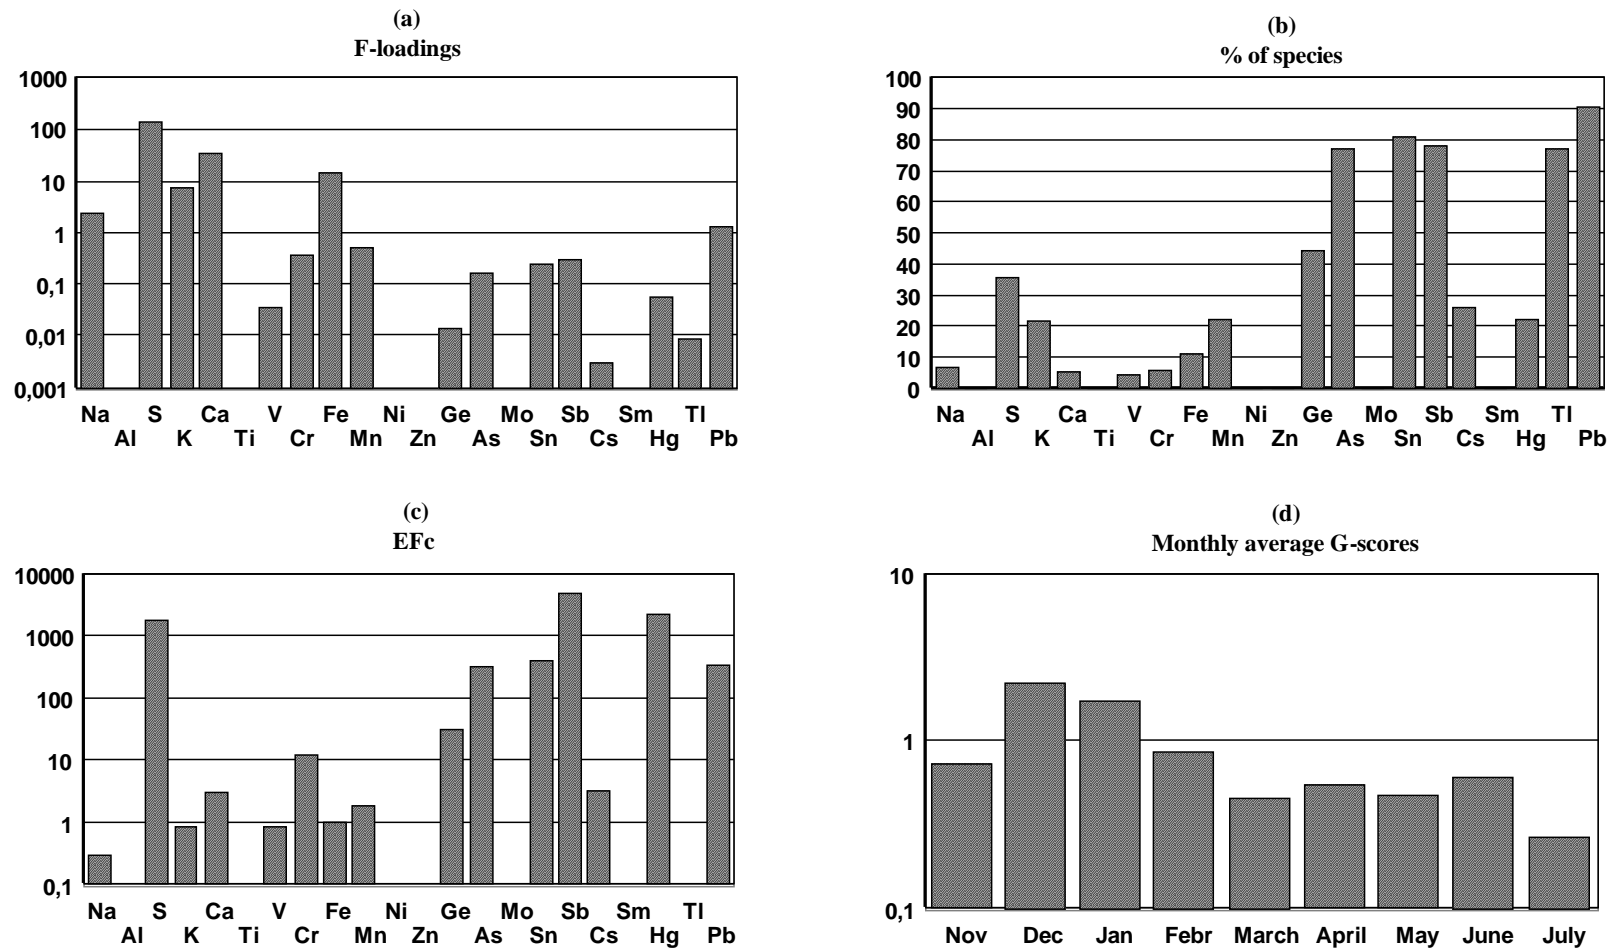 (a)
F-loadings
1000
100
10
1
0,1
0,01
0,001
Na S Ca V Fe Ni Ge Mo Sb Sm Tl
Al K Ti Cr Mn Zn As Sn Cs Hg Pb
(b)
% of species
100
90
80
70
60
50
40
30
20
10
0
Na S Ca V Fe Ni Ge Mo Sb Sm Tl
Al K Ti Cr Mn Zn As Sn Cs Hg Pb
(c)
EFc
10000
1000
100
10
1
0,1
Na S Ca V Fe Ni Ge Mo Sb Sm Tl
Al K Ti Cr Mn Zn As Sn Cs Hg Pb
(d)
Monthly average G-scores
10
1
0,1
Nov Dec Jan Febr March April May June July